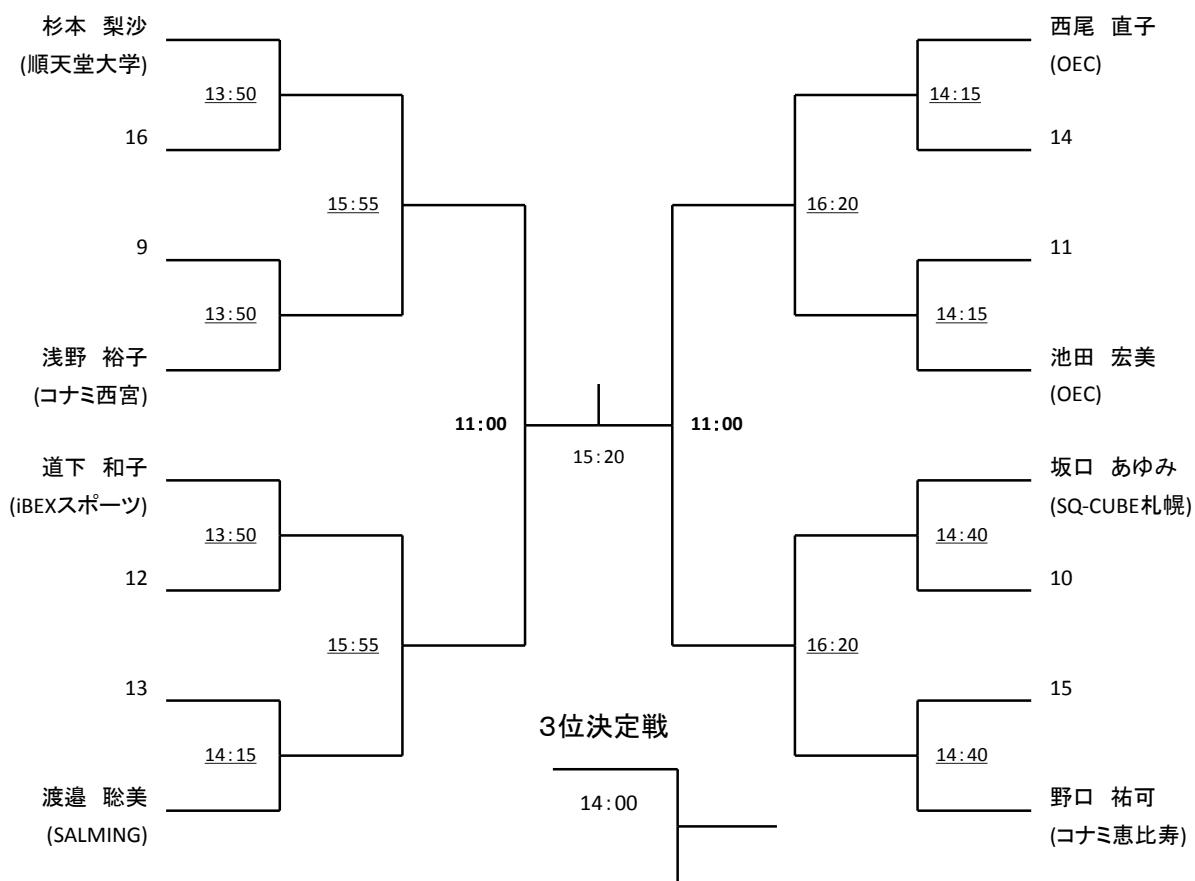 杉本　梨沙
(順天堂大学)
13:50
16
15:55
9
13:50
浅野　裕子
(コナミ西宮)
11:00
道下　和子
(iBEXスポーツ)
13:50
12
15:55
13
14:15
渡邉　聡美
(SALMING)
15:20
3位決定戦
14:00
西尾　直子
(OEC)
14:15
14
16:20
11
14:15
池田　宏美
(OEC)
11:00
坂口　あゆみ
(SQ-CUBE札幌)
14:40
10
16:20
15
14:40
野口　祐可
(コナミ恵比寿)